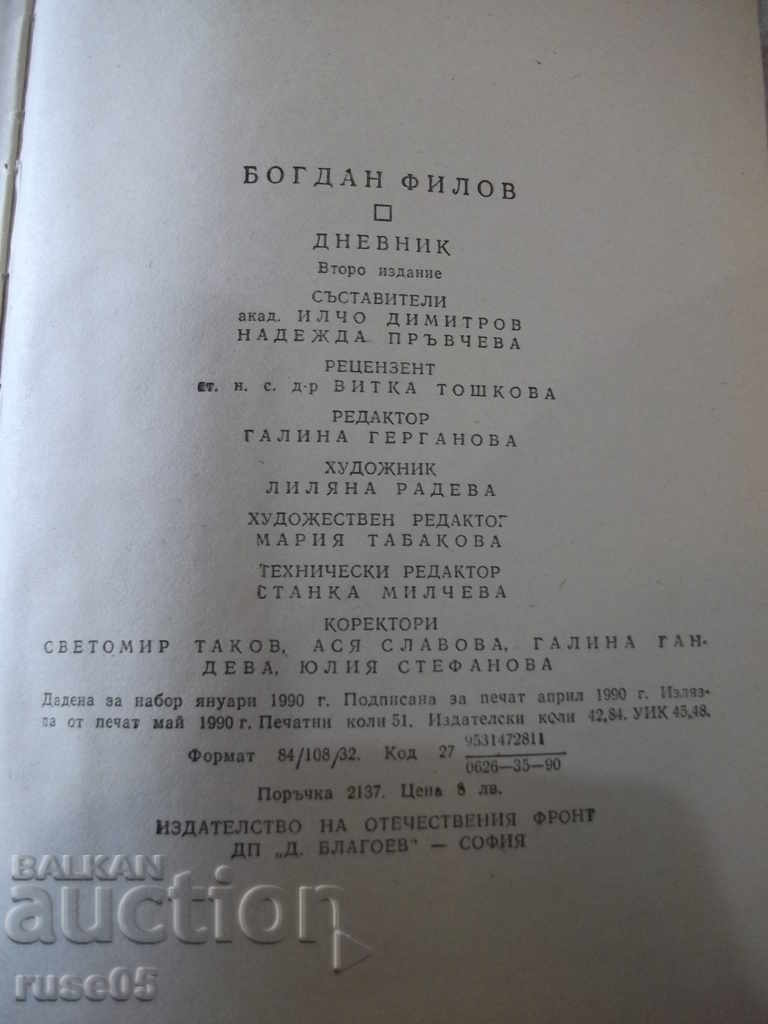 БОГДАН ФИЛОВ
ДНЕВНИК
Второ издание
СЪСТАВИТЕЛИ
акад. ИЛЧО ДИМИТРОВ
НАДЕЖДА ПРЪВЧЕВА
РЕЦЕНЗЕНТ
ст. н. с. д-р ВИТКА ТОШКОВА
РЕДАКТОР
ГАЛИНА ГЕРГАНОВА
ХУДОЖНИК
ЛИЛЯНА РАДЕВА
ХУДОЖЕСТВЕН РЕДАКТОГ
МАРИЯ ТАБАКОВА
ТЕХНИЧЕСКИ РЕДАКТОР
СТАНКА МИЛЧЕВА
КОРЕКТОРИ
СВЕТОМИР ТАКОВ, АСЯ СЛАВОВА, ГАЛИНА ГАН-
ДЕВА, ЮЛИЯ СТЕФАНОВА
Дадена за набор януари 1990 г. Подписана за печат април 1990 г. Изляз-
ла от печат май 1990 г. Печатни коли 51. Издателски коли 42,84. УИК 45,48.
Формат 84/108/32. Код 27 9531472811
0626—35—90
Поръчка 2137. Цена 8 лв.
ИЗДАТЕЛСТВО НА ОТЕЧЕСТВЕНИЯ ФРОНТ
ДП „Д. БЛАГОЕВ" — СОФИЯ
BALKAN
auction
ruse05